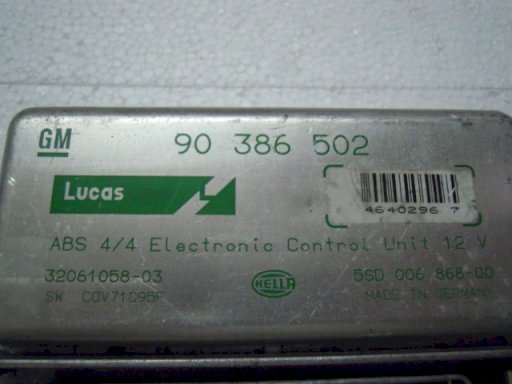 GM 90 386 502
Lucas
4640296 7
ABS 4/4 Electronic Control Unit 12 V
32061058-03 HELLA 5SD 006 868-00
SW COV71C95F MADE IN GERMANY